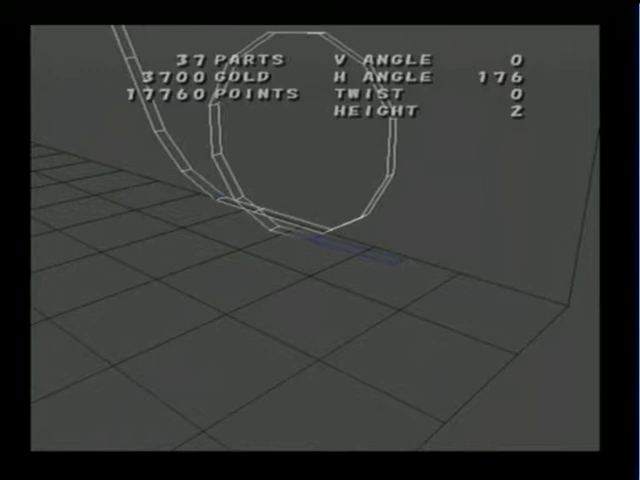 37 PARTS V ANGLE 0
3700 GOLD H ANGLE 176
17760 POINTS TWIST 0
HEIGHT 2